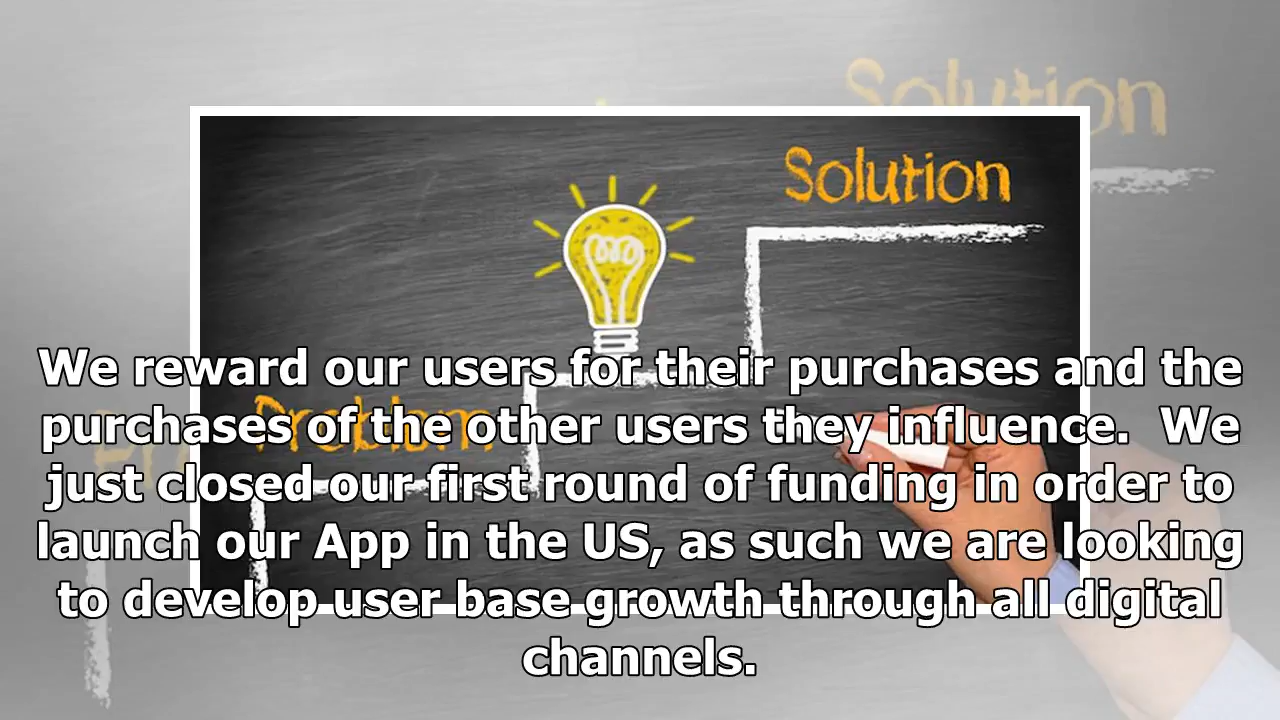 Solution
Solution
We reward our users for their purchases and the
Problem
purchases of the other users they influence.  We
just closed our first round of funding in order to
launch our App in the US, as such we are looking
to develop user base growth through all digital
channels.